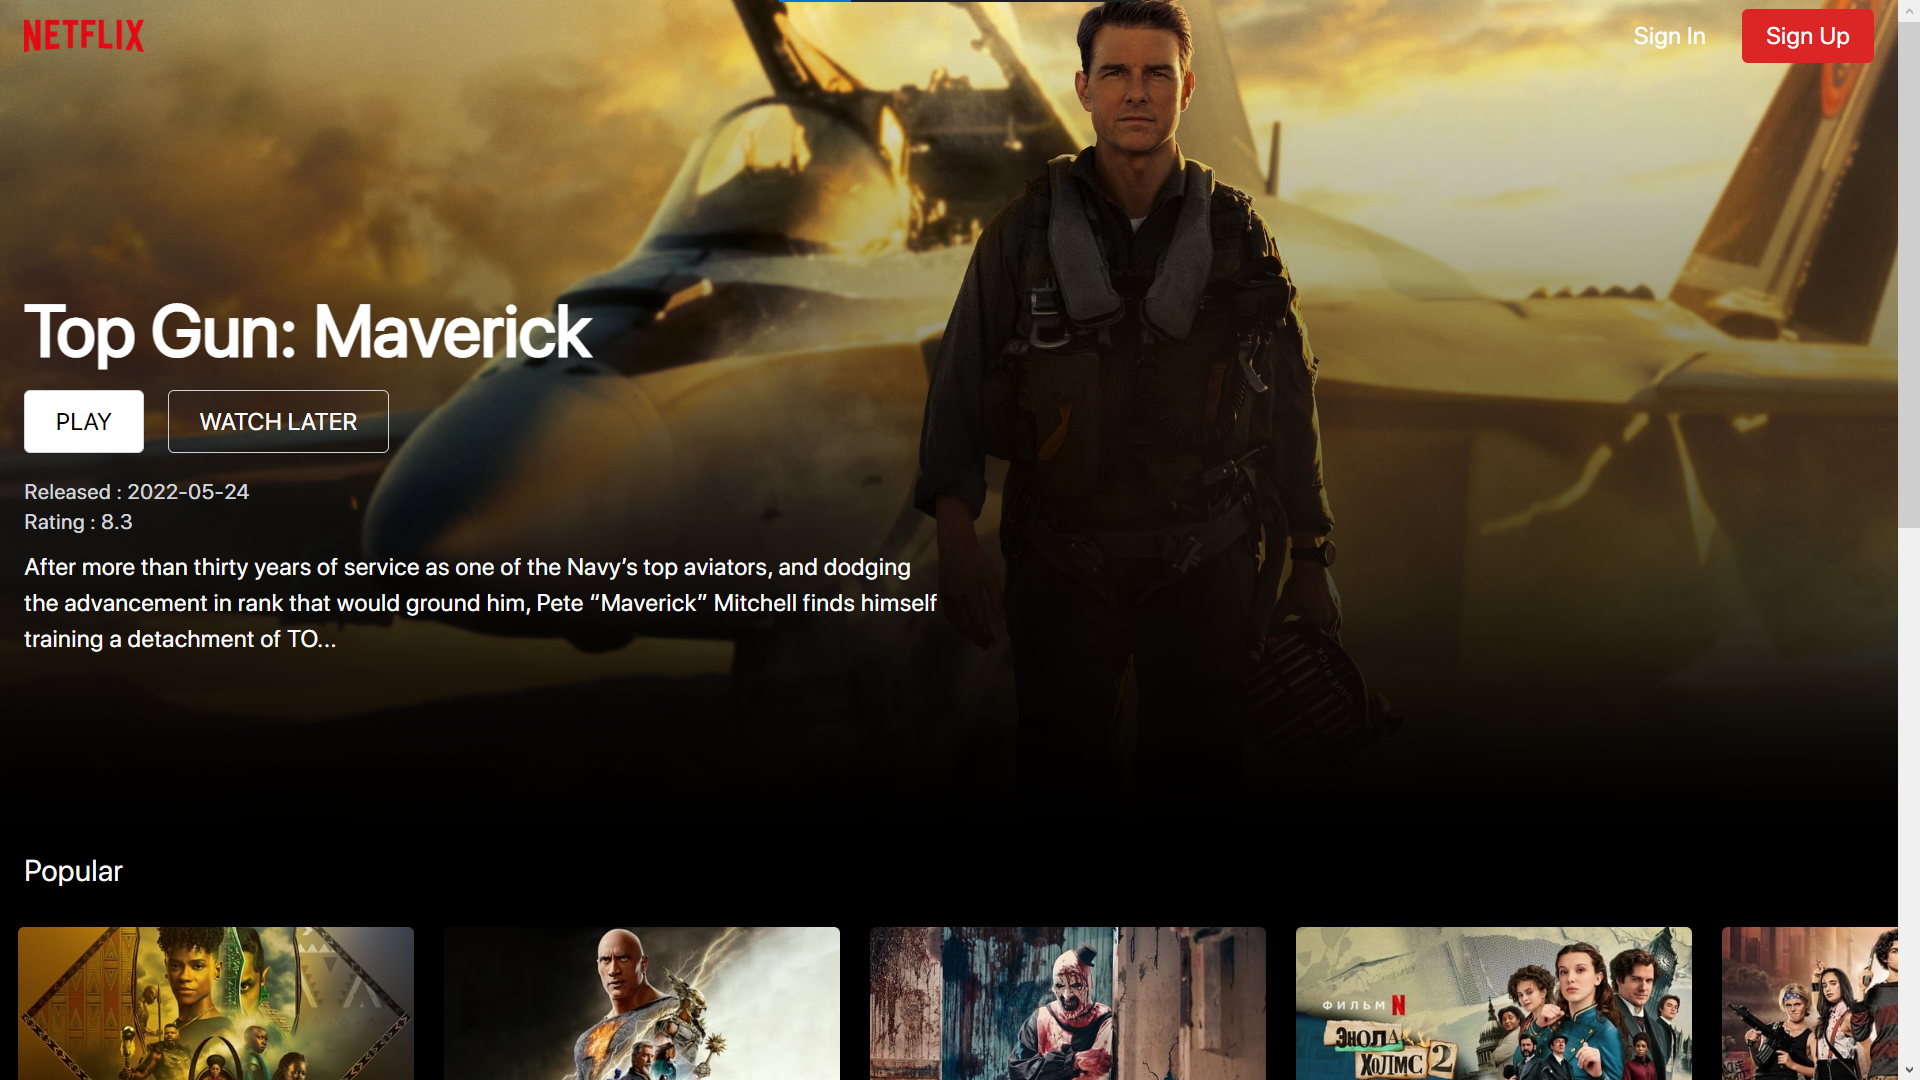 NETFLIX
Sign In
Sign Up
Top Gun: Maverick
PLAY
WATCH LATER
Released : 2022-05-24
Rating : 8.3
After more than thirty years of service as one of the Navy’s top aviators, and dodging
the advancement in rank that would ground him, Pete “Maverick” Mitchell finds himself
training a detachment of TO...
MAVERICK
Popular
ФИЛЬМ N
ЭНОЛА
ХОЛМС 2